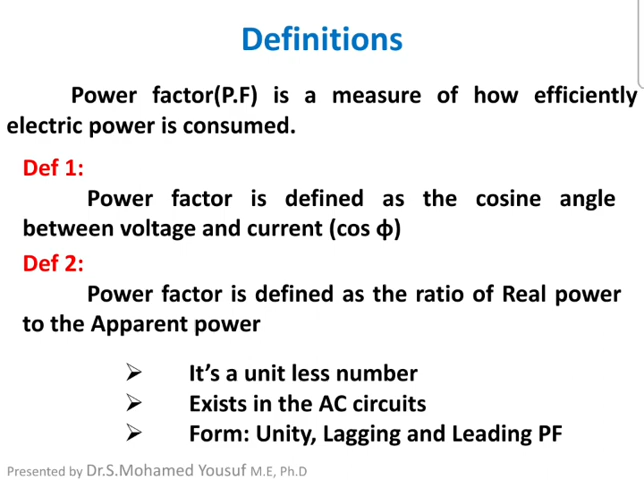 Definitions
Power factor(P.F) is a measure of how efficiently
electric power is consumed.
Def 1:
Power factor is defined as the cosine angle
between voltage and current (cos ϕ)
Def 2:
Power factor is defined as the ratio of Real power
to the Apparent power
➢ It's a unit less number
➢ Exists in the AC circuits
➢ Form: Unity, Lagging and Leading PF
Presented by Dr.S.Mohamed Yousuf M.E, Ph.D